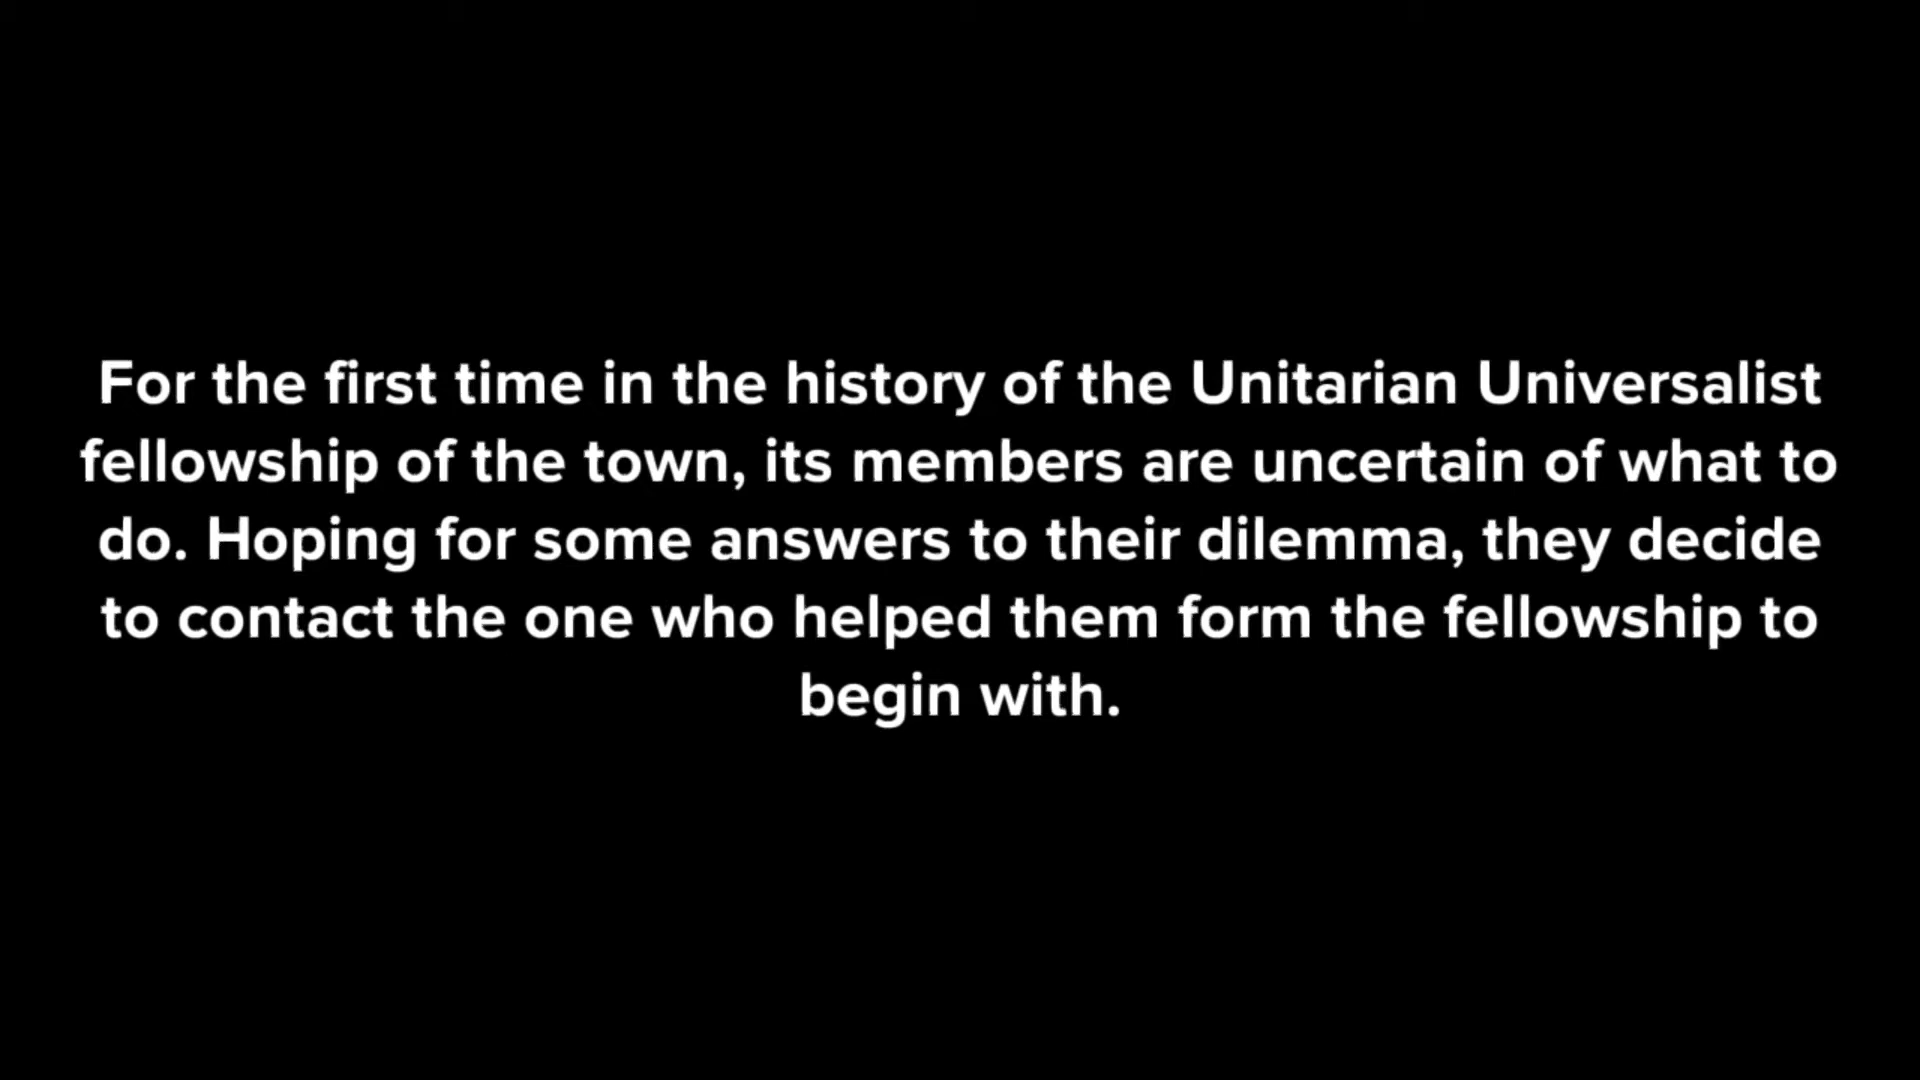 For the first time in the history of the Unitarian Universalist
fellowship of the town, its members are uncertain of what to
do. Hoping for some answers to their dilemma, they decide
to contact the one who helped them form the fellowship to
begin with.